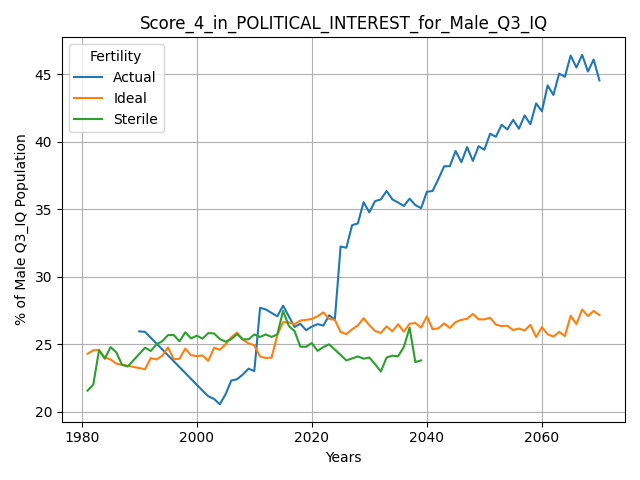 Score_4_in_POLITICAL_INTEREST_for_Male_Q3_IQ
Fertility
Actual
Ideal
Sterile
% of Male Q3_IQ Population
45
40
35
30
25
20
1980
2000
2020
2040
2060
Years